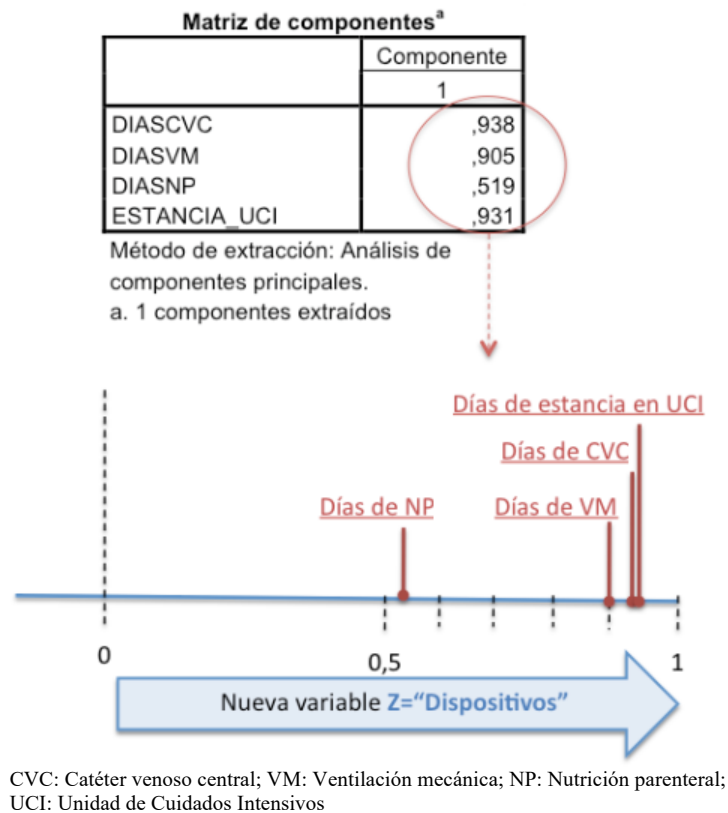 Matriz de componentesª
Componente
1
DIASCVC ,938
DIASVM ,905
DIASNP ,519
ESTANCIA_UCI ,931
Método de extracción: Análisis de
componentes principales.
a. 1 componentes extraídos
Días de estancia en UCI
Días de CVC
Días de NP
Días de VM
0
0,5
1
Nueva variable Z=“Dispositivos”
CVC: Catéter venoso central; VM: Ventilación mecánica; NP: Nutrición parenteral;
UCI: Unidad de Cuidados Intensivos